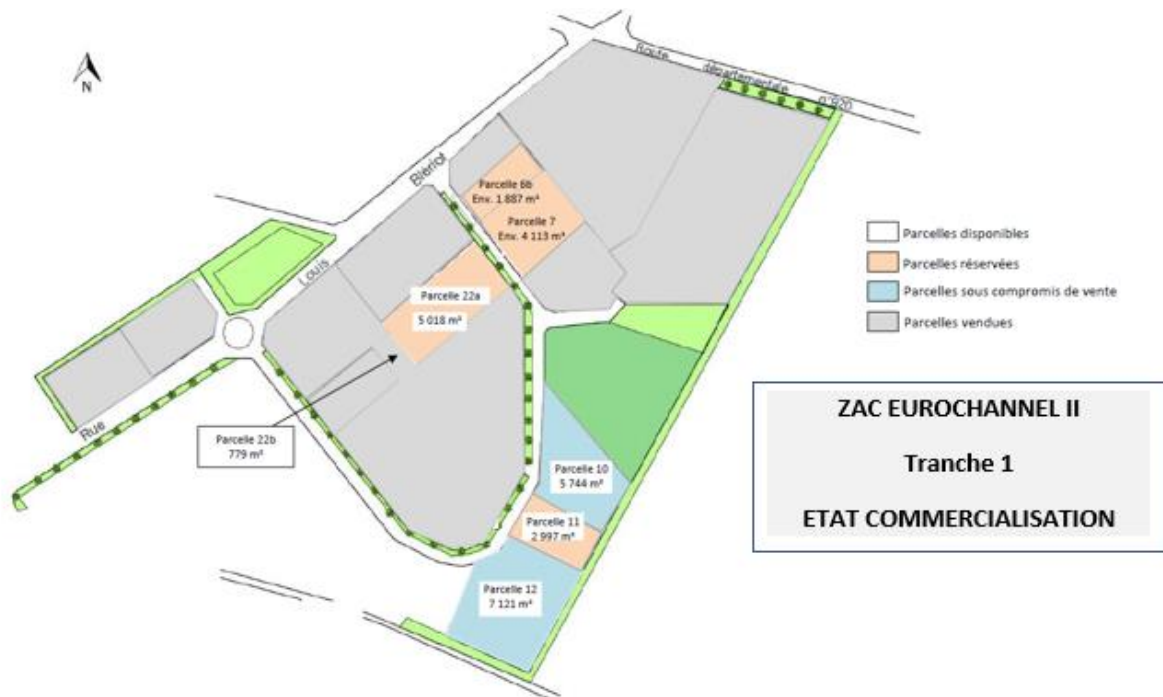 N
Route
départementale
n°920
Blériot
Parcelle 6b
Env. 1 887 m²
Parcelle 7
Env. 4 113 m²
Louis
Parcelle 22a
5 018 m²
Parcelles disponibles
Parcelles réservées
Parcelles sous compromis de vente
Parcelles vendues
Rue
Parcelle 22b
779 m²
ZAC EUROCHANNEL II
Tranche 1
ETAT COMMERCIALISATION
Parcelle 10
5 744 m²
Parcelle 11
2 997 m²
Parcelle 12
7 121 m²